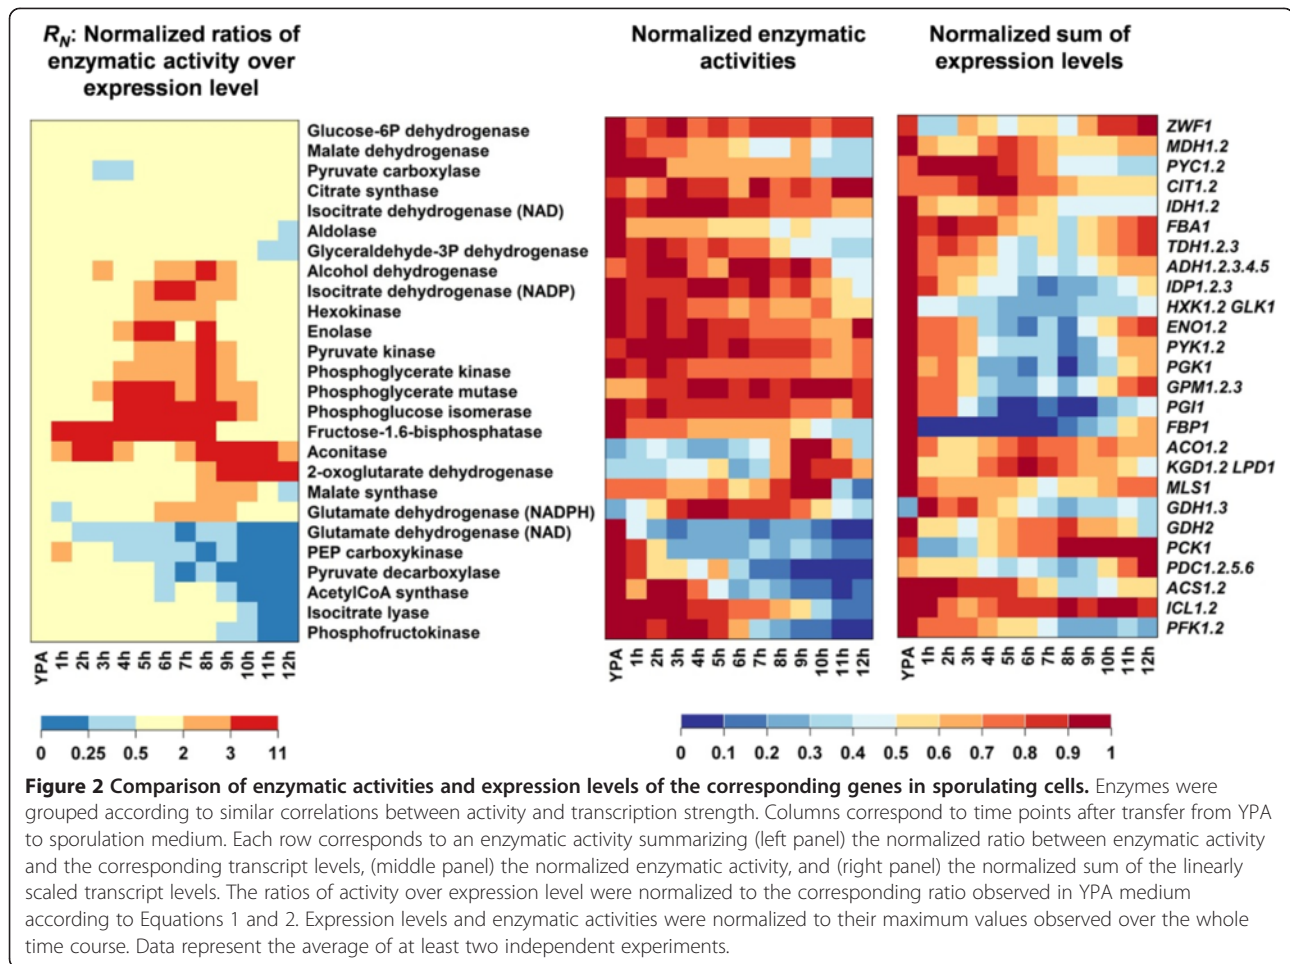 R_N: Normalized ratios of
enzymatic activity over
expression level
Normalized enzymatic
activities
Normalized sum of
expression levels
Glucose-6P dehydrogenase
Malate dehydrogenase
Pyruvate carboxylase
Citrate synthase
Isocitrate dehydrogenase (NAD)
Aldolase
Glyceraldehyde-3P dehydrogenase
Alcohol dehydrogenase
Isocitrate dehydrogenase (NADP)
Hexokinase
Enolase
Pyruvate kinase
Phosphoglycerate kinase
Phosphoglycerate mutase
Phosphoglucose isomerase
Fructose-1.6-bisphosphatase
Aconitase
2-oxoglutarate dehydrogenase
Malate synthase
Glutamate dehydrogenase (NADPH)
Glutamate dehydrogenase (NAD)
PEP carboxykinase
Pyruvate decarboxylase
AcetylCoA synthase
Isocitrate lyase
Phosphofructokinase
ZWF1
MDH1.2
PYC1.2
CIT1.2
IDH1.2
FBA1
TDH1.2.3
ADH1.2.3.4.5
IDP1.2.3
HXK1.2 GLK1
ENO1.2
PYK1.2
PGK1
GPM1.2.3
PGI1
FBP1
ACO1.2
KGD1.2 LPD1
MLS1
GDH1.3
GDH2
PCK1
PDC1.2.5.6
ACS1.2
ICL1.2
PFK1.2
YPA 1h 2h 3h 4h 5h 6h 7h 8h 9h 10h 11h 12h
YPA 1h 2h 3h 4h 5h 6h 7h 8h 9h 10h 11h 12h
YPA 1h 2h 3h 4h 5h 6h 7h 8h 9h 10h 11h 12h
0 0.25 0.5 2 3 11
0 0.1 0.2 0.3 0.4 0.5 0.6 0.7 0.8 0.9 1
Figure 2 Comparison of enzymatic activities and expression levels of the corresponding genes in sporulating cells. Enzymes were
grouped according to similar correlations between activity and transcription strength. Columns correspond to time points after transfer from YPA
to sporulation medium. Each row corresponds to an enzymatic activity summarizing (left panel) the normalized ratio between enzymatic activity
and the corresponding transcript levels, (middle panel) the normalized enzymatic activity, and (right panel) the normalized sum of the linearly
scaled transcript levels. The ratios of activity over expression level were normalized to the corresponding ratio observed in YPA medium
according to Equations 1 and 2. Expression levels and enzymatic activities were normalized to their maximum values observed over the whole
time course. Data represent the average of at least two independent experiments.